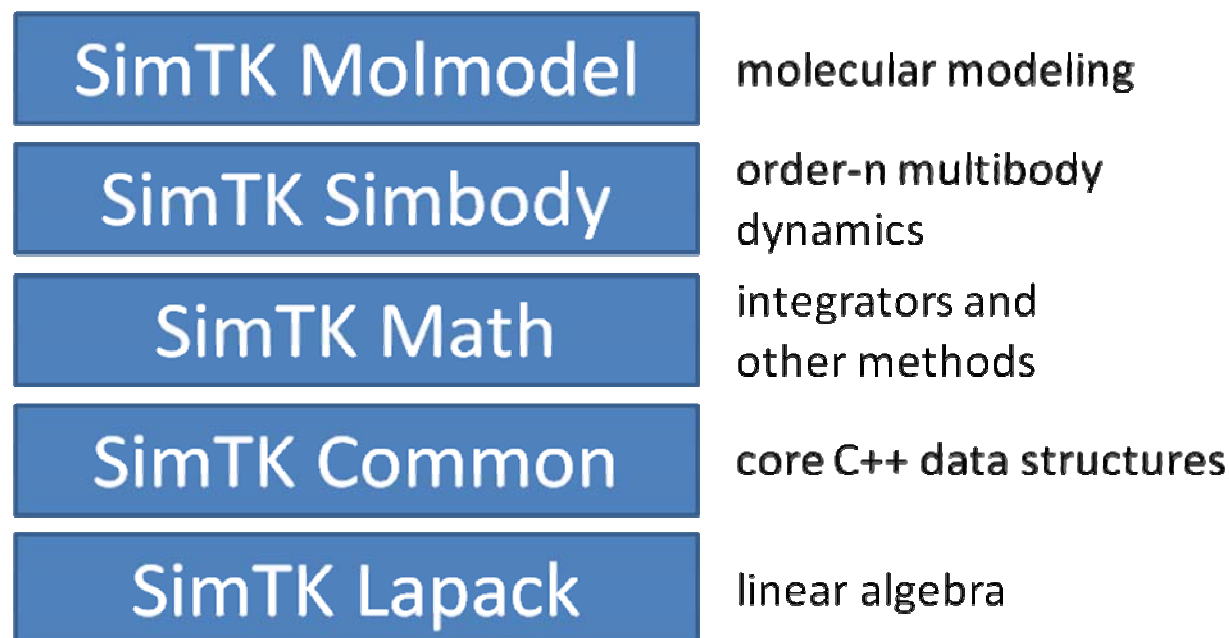 SimTK Molmodel
molecular modeling
SimTK Simbody
order-n multibody
dynamics
SimTK Math
integrators and
other methods
SimTK Common
core C++ data structures
SimTK Lapack
linear algebra